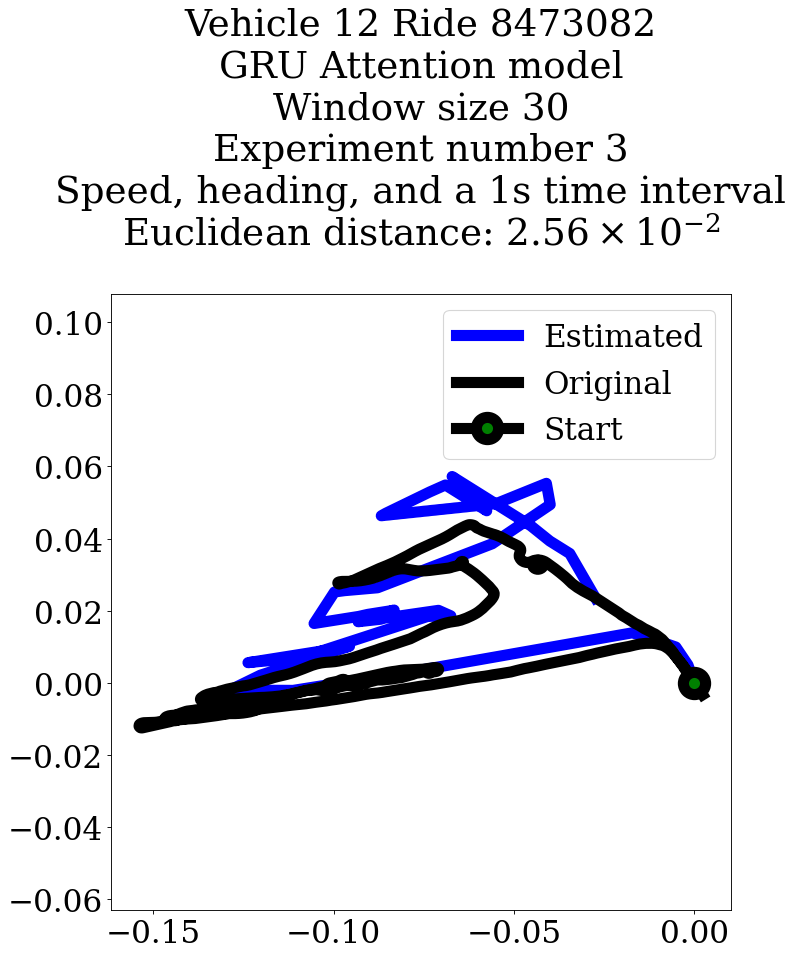 Vehicle 12 Ride 8473082
GRU Attention model
Window size 30
Experiment number 3
Speed, heading, and a 1s time interval
Euclidean distance: 2.56 × 10⁻²
Estimated
Original
Start
0.10
0.08
0.06
0.04
0.02
0.00
−0.02
−0.04
−0.06
−0.15 −0.10 −0.05 0.00